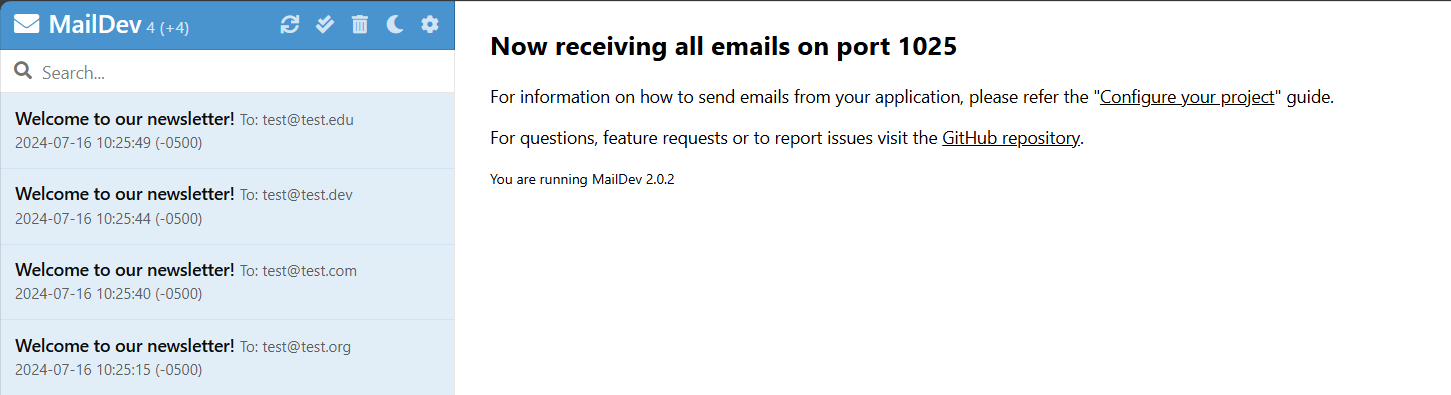 MailDev 4 (+4)
Search...
Welcome to our newsletter! To: test@test.edu
2024-07-16 10:25:49 (-0500)
Welcome to our newsletter! To: test@test.dev
2024-07-16 10:25:44 (-0500)
Welcome to our newsletter! To: test@test.com
2024-07-16 10:25:40 (-0500)
Welcome to our newsletter! To: test@test.org
2024-07-16 10:25:15 (-0500)
Now receiving all emails on port 1025
For information on how to send emails from your application, please refer the "Configure your project" guide.
For questions, feature requests or to report issues visit the GitHub repository.
You are running MailDev 2.0.2